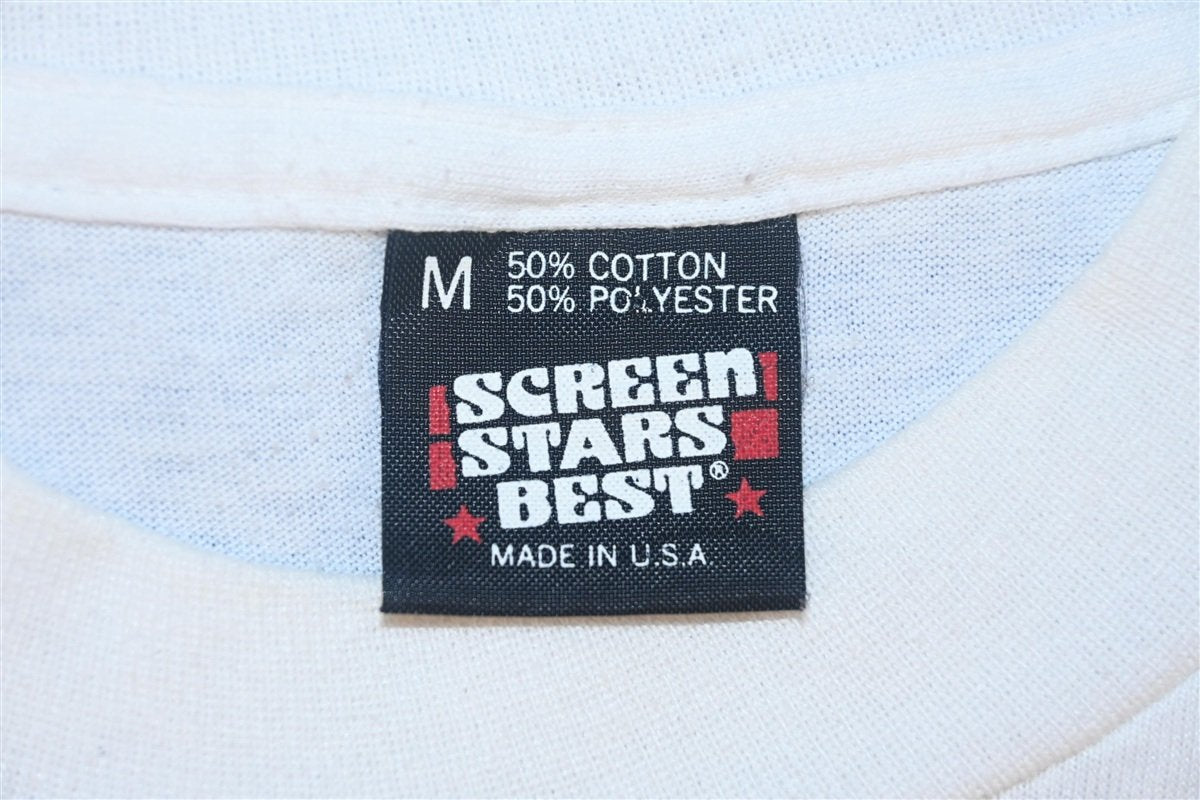 M 50% COTTON
50% POLYESTER
SCREEN
STARS
BEST®
MADE IN U.S.A.